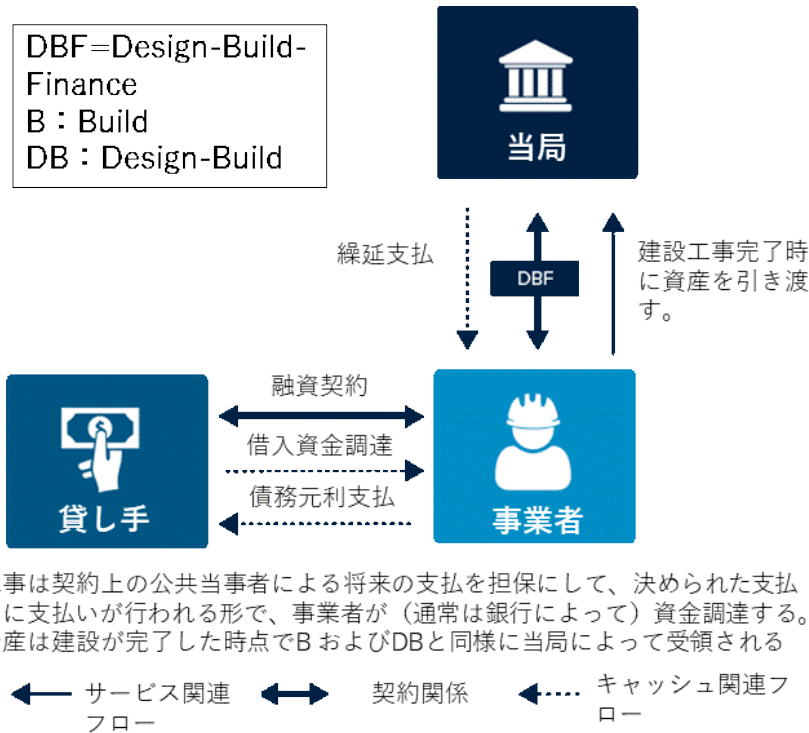 DBF=Design-Build-
Finance
B：Build
DB：Design-Build
当局
繰延支払
DBF
建設工事完了時
に資産を引き渡
す。
融資契約
借入資金調達
債務元利支払
貸し手
事業者
事は契約上の公共当事者による将来の支払を担保にして、決められた支払
に支払いが行われる形で、事業者が（通常は銀行によって）資金調達する。
産は建設が完了した時点でB およびDBと同様に当局によって受領される
サービス関連
フロー
契約関係
キャッシュ関連フ
ロー